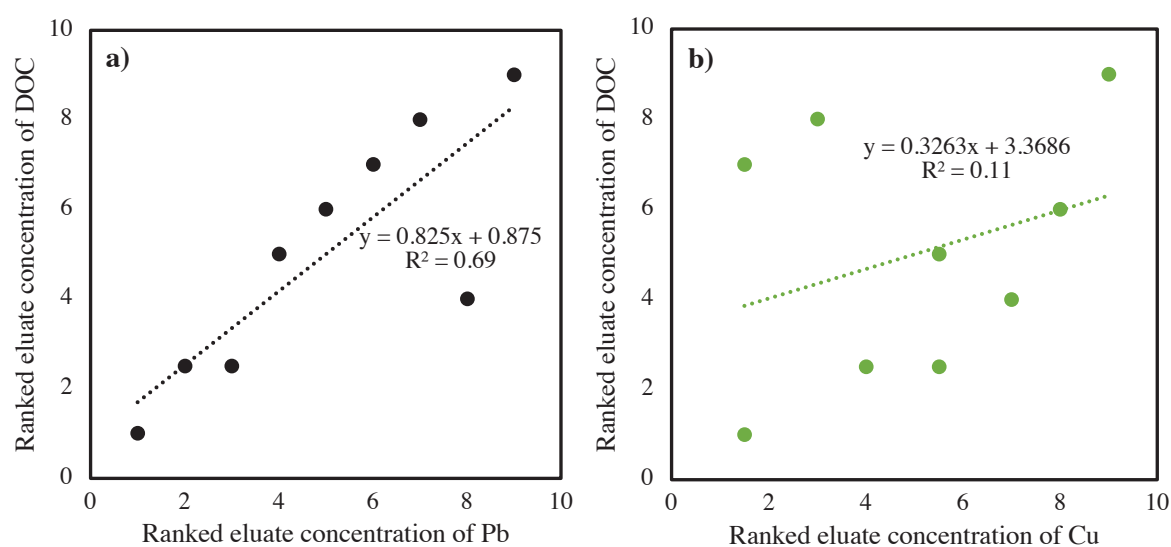 a)
Ranked eluate concentration of DOC
10
8
6
4
2
0
y = 0.825x + 0.875
R² = 0.69
0 2 4 6 8 10
Ranked eluate concentration of Pb
b)
Ranked eluate concentration of DOC
10
8
6
4
2
0
y = 0.3263x + 3.3686
R² = 0.11
0 2 4 6 8 10
Ranked eluate concentration of Cu